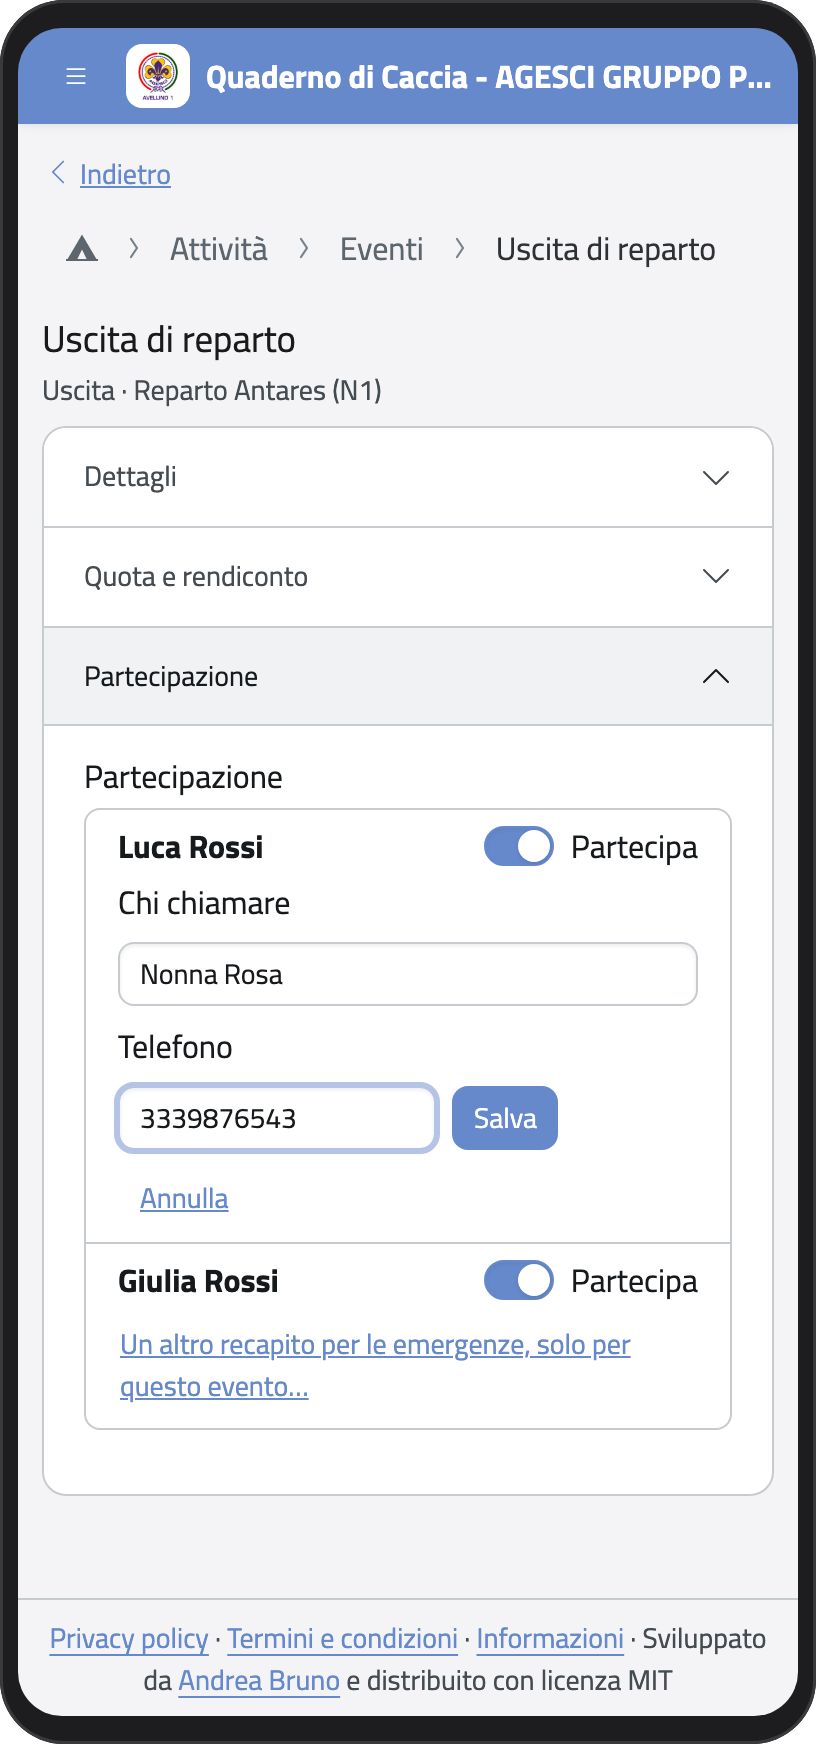 AVELLINO 1
Quaderno di Caccia - AGESCI GRUPPO P...
Indietro
Attività
Eventi
Uscita di reparto
Uscita di reparto
Uscita · Reparto Antares (N1)
Dettagli
Quota e rendiconto
Partecipazione
Partecipazione
Luca Rossi
Partecipa
Chi chiamare
Nonna Rosa
Telefono
3339876543
Salva
Annulla
Giulia Rossi
Partecipa
Un altro recapito per le emergenze, solo per
questo evento...
Privacy policy · Termini e condizioni · Informazioni · Sviluppato
da Andrea Bruno e distribuito con licenza MIT